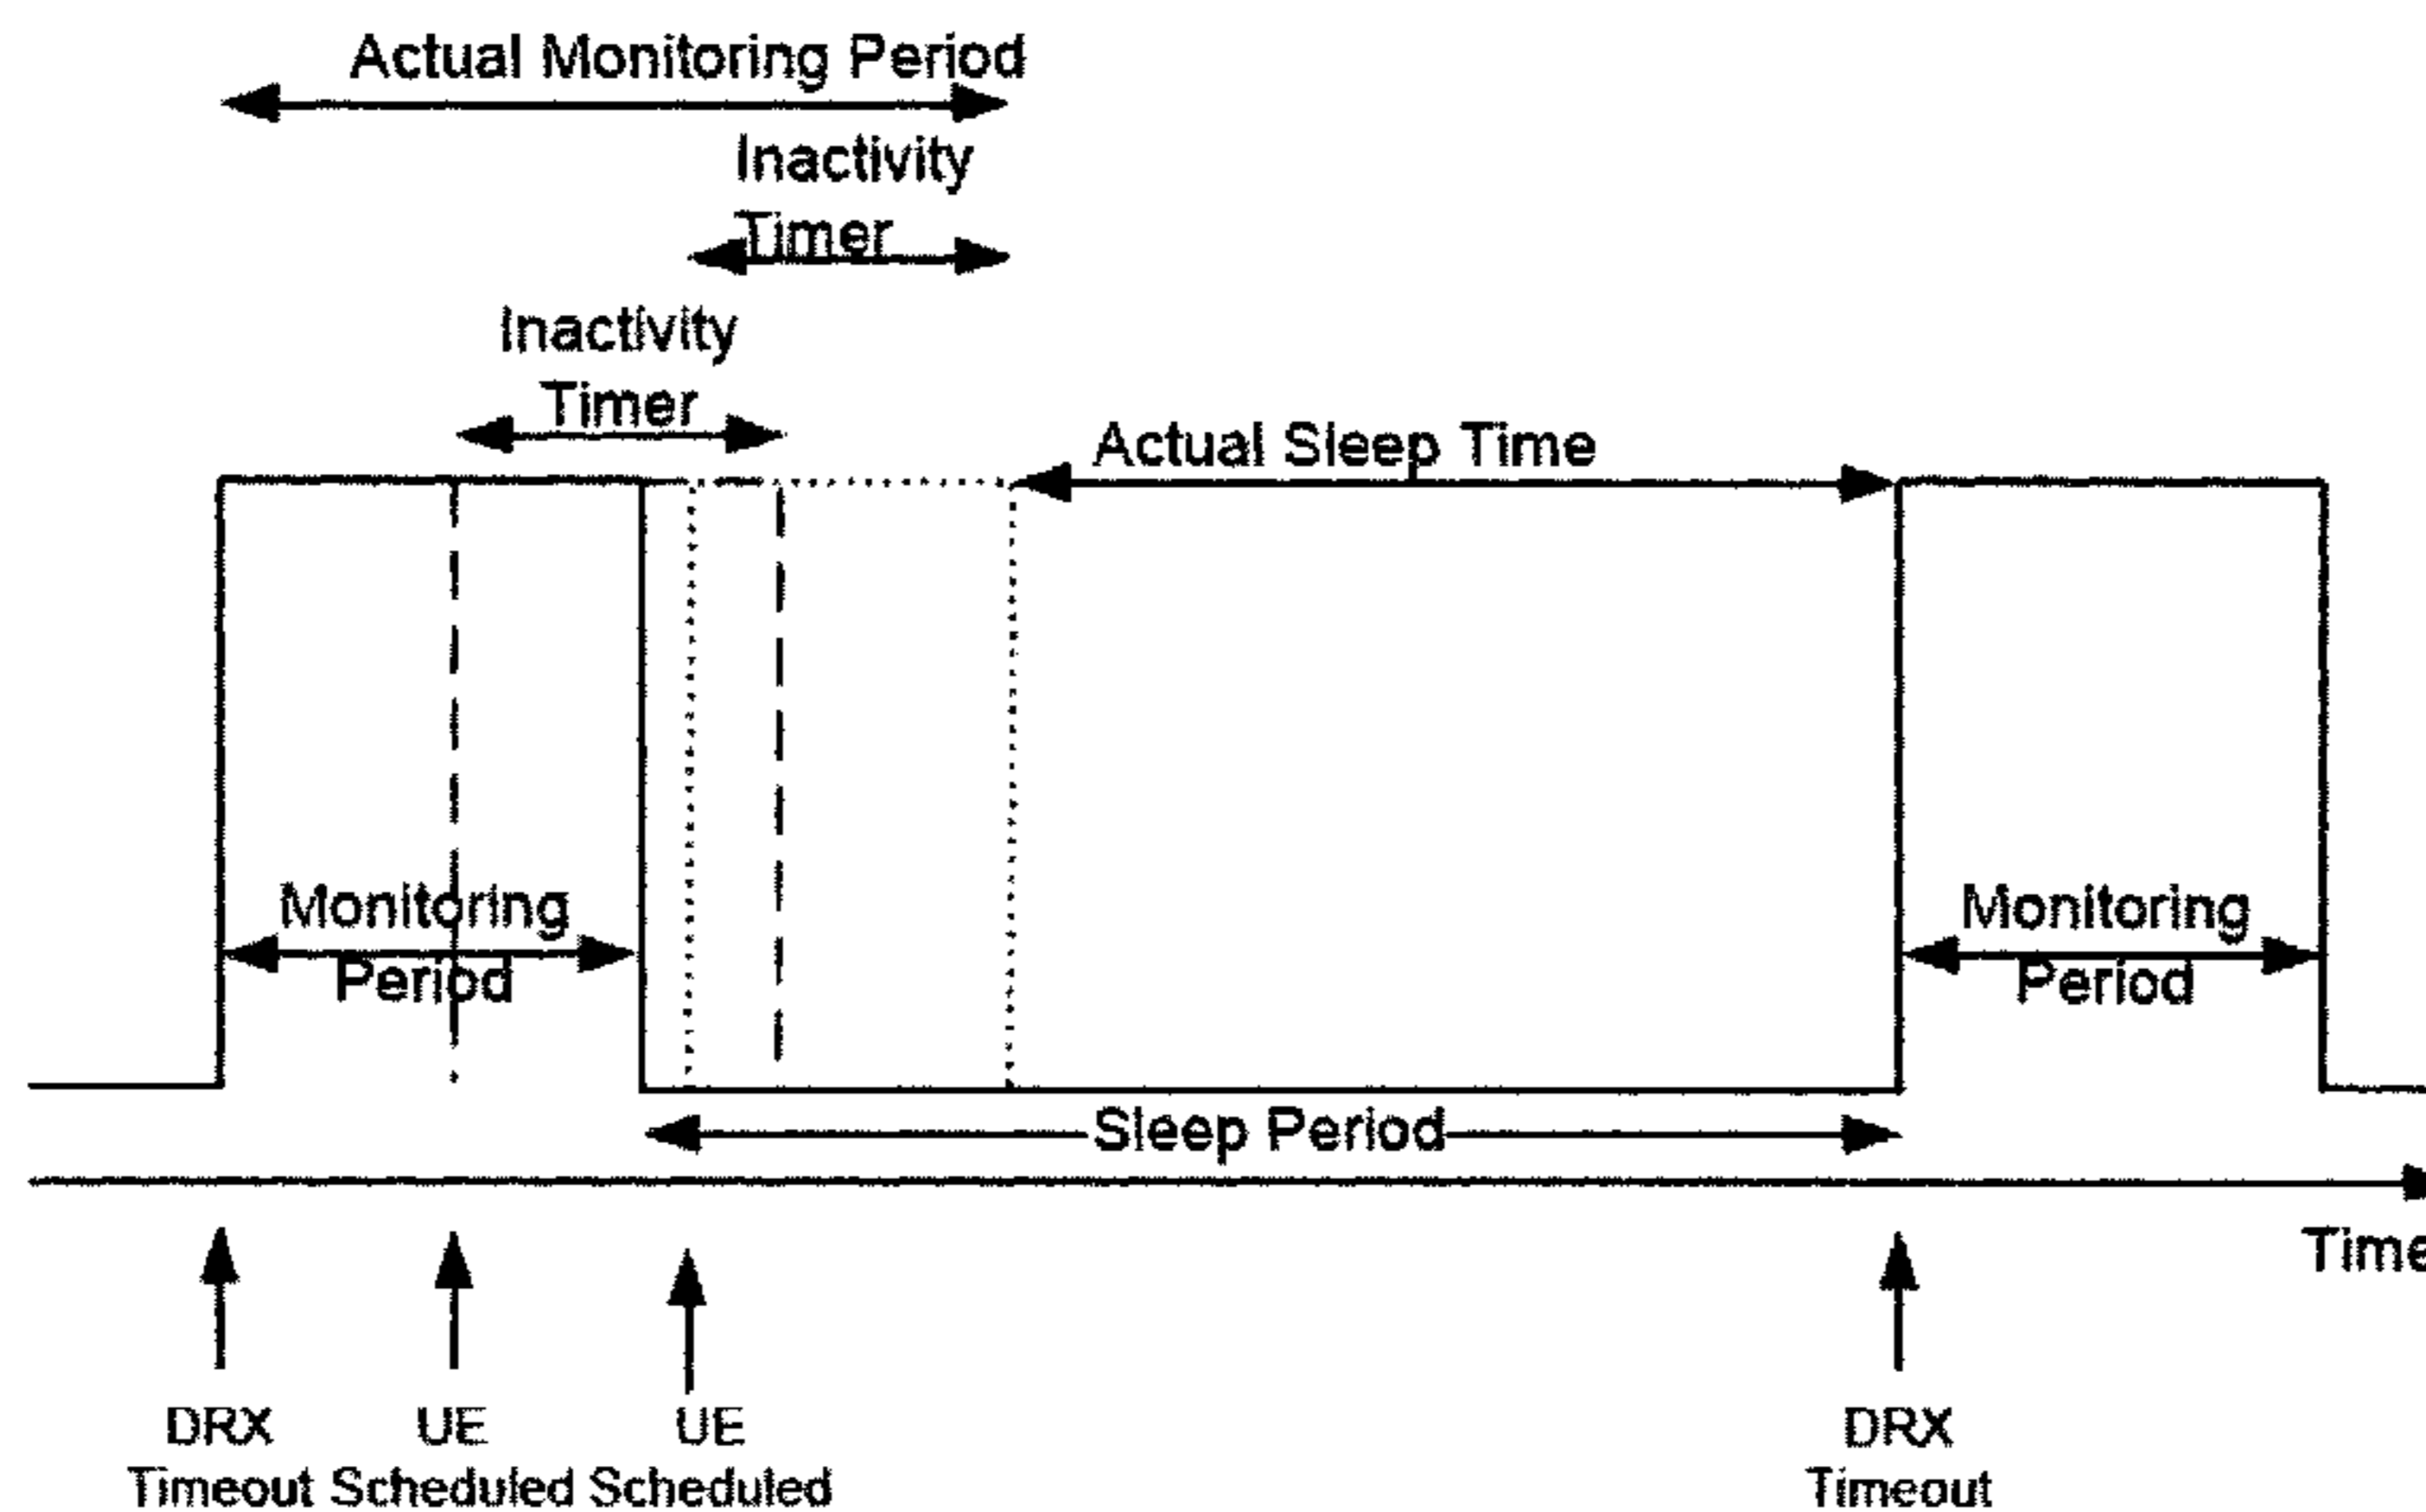 Actual Monitoring Period
Inactivity
Timer
Inactivity
Timer
Actual Sleep Time
Monitoring
Period
Monitoring
Period
Sleep Period
Time
DRX
Timeout
UE
Scheduled
UE
Scheduled
DRX
Timeout